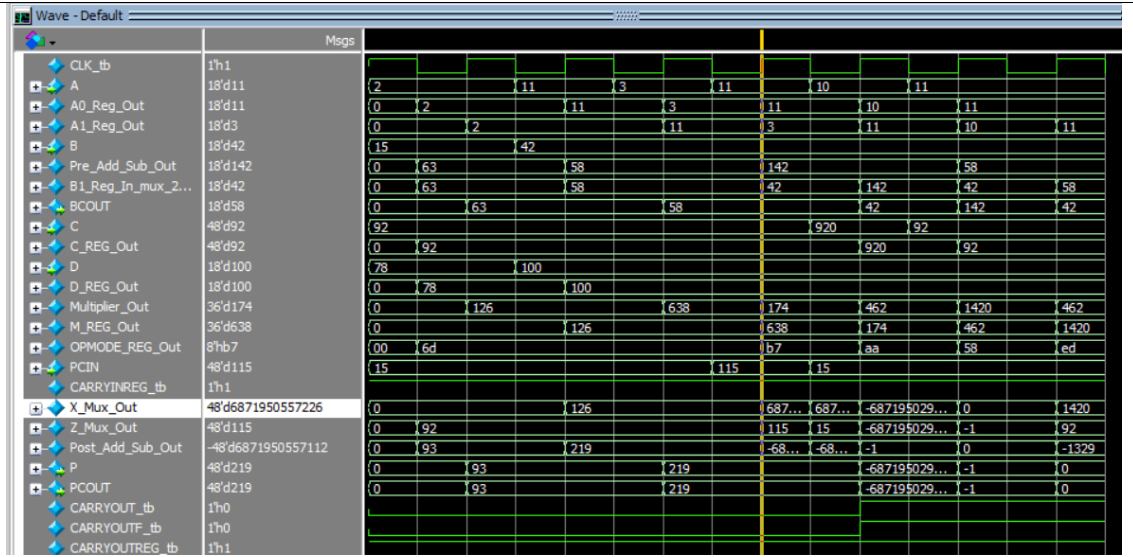 Wave - Default
Msgs
CLK_tb 1'h1
A 18'd11 2 11 3 11 10 11
A0_Reg_Out 18'd11 0 2 11 3 11 10 11
A1_Reg_Out 18'd3 0 2 11 3 11 10 11
B 18'd42 15 42
Pre_Add_Sub_Out 18'd142 0 63 58 142 58
B1_Reg_In_mux_2... 18'd42 0 63 58 42 142 42 58
BCOUT 18'd58 0 63 58 42 142 42
C 48'd92 92 920 92
C_REG_Out 48'd92 0 92 920 92
D 18'd100 78 100
D_REG_Out 18'd100 0 78 100
Multiplier_Out 36'd174 0 126 638 174 462 1420 462
M_REG_Out 36'd638 0 126 638 174 462 1420
OPMODE_REG_Out 8'hb7 00 6d b7 aa 58 ed
PCIN 48'd115 15 115 15
CARRYINREG_tb 1'h1
X_Mux_Out 48'd6871950557226 0 126 687... 687... -687195029... 0 1420
Z_Mux_Out 48'd115 0 92 115 15 -687195029... -1 92
Post_Add_Sub_Out -48'd6871950557112 0 93 219 -68... -68... -1 0 -1329
P 48'd219 0 93 219 -687195029... -1 0
PCOUT 48'd219 0 93 219 -687195029... -1 0
CARRYOUT_tb 1'h0
CARRYOUTF_tb 1'h0
CARRYOUTREG_tb 1'h1